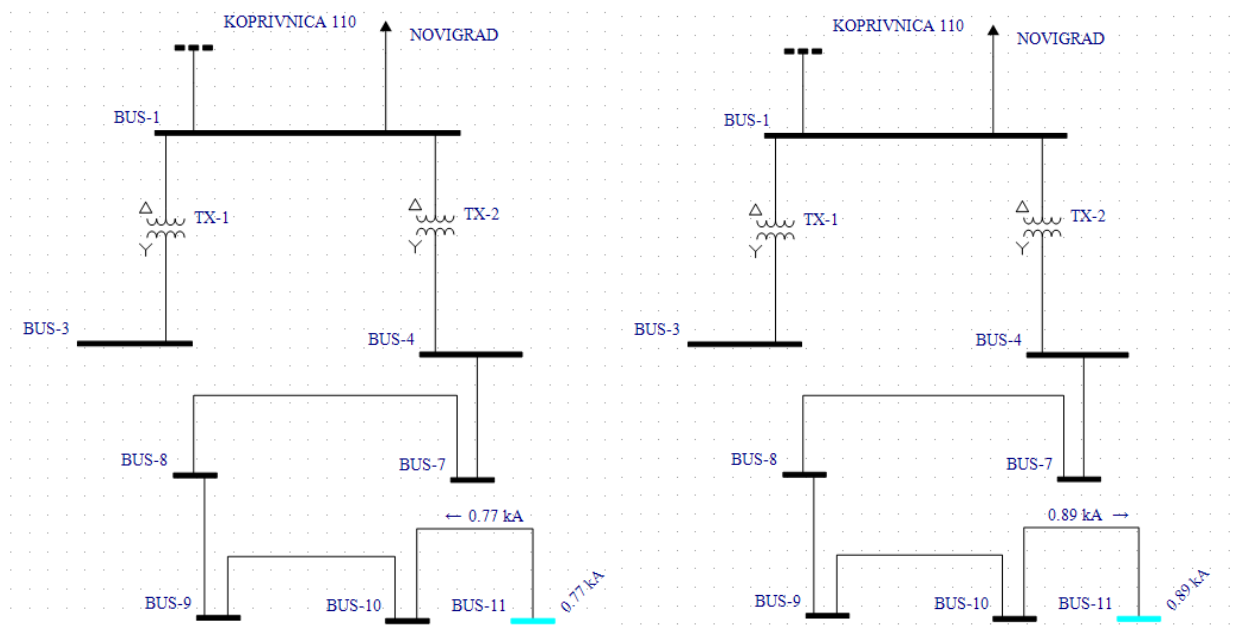 KOPRIVNICA 110
NOVIGRAD
BUS-1
TX-1
TX-2
BUS-3
BUS-4
BUS-8
BUS-7
← 0.77 kA
BUS-9
BUS-10
BUS-11
0.77 kA
KOPRIVNICA 110
NOVIGRAD
BUS-1
TX-1
TX-2
BUS-3
BUS-4
BUS-8
BUS-7
0.89 kA →
BUS-9
BUS-10
BUS-11
0.89 kA